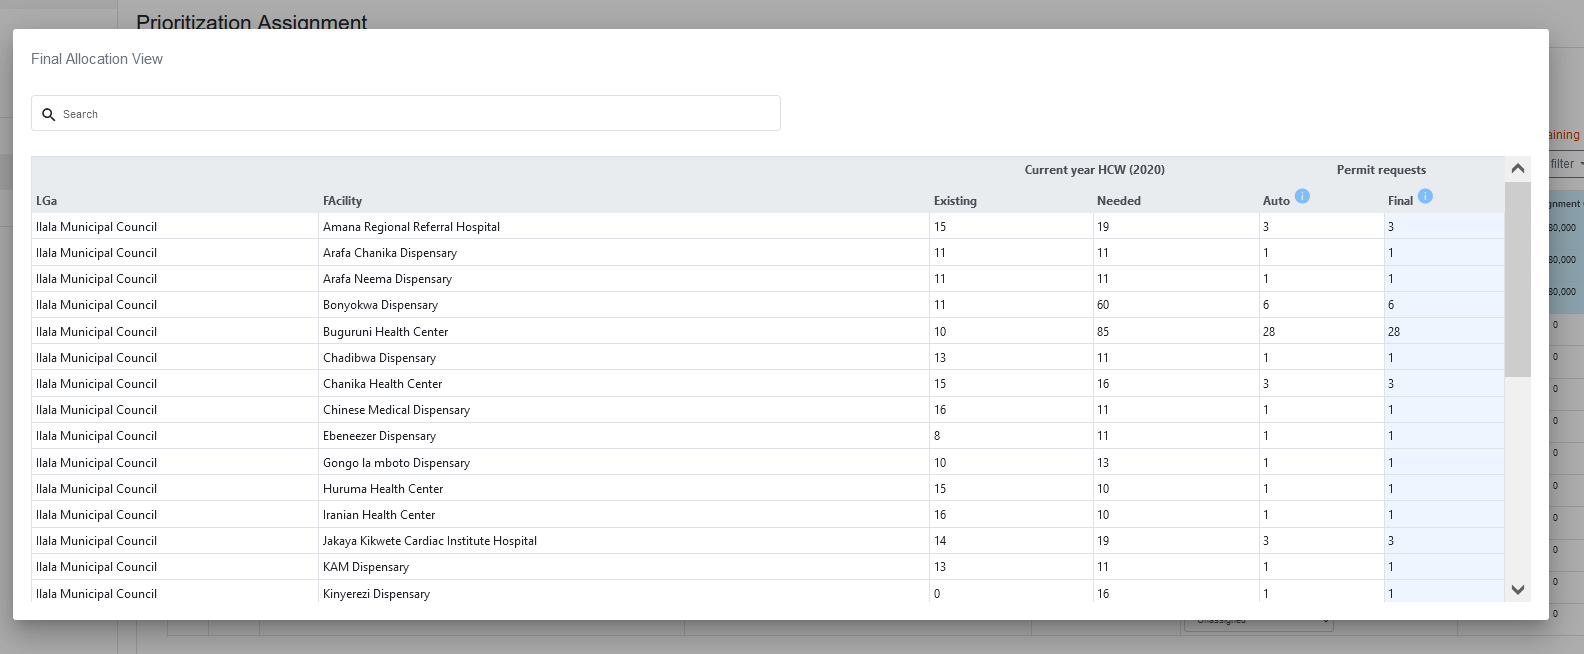 Prioritization Assignment
Final Allocation View
Search
Current year HCW (2020) Permit requests
LGa FAcility Existing Needed Auto Final
Ilala Municipal Council Amana Regional Referral Hospital 15 19 3 3
Ilala Municipal Council Arafa Chanika Dispensary 11 11 1 1
Ilala Municipal Council Arafa Neema Dispensary 11 11 1 1
Ilala Municipal Council Bonyokwa Dispensary 11 60 6 6
Ilala Municipal Council Buguruni Health Center 10 85 28 28
Ilala Municipal Council Chadibwa Dispensary 13 11 1 1
Ilala Municipal Council Chanika Health Center 15 16 3 3
Ilala Municipal Council Chinese Medical Dispensary 16 11 1 1
Ilala Municipal Council Ebeneezer Dispensary 8 11 1 1
Ilala Municipal Council Gongo la mboto Dispensary 10 13 1 1
Ilala Municipal Council Huruma Health Center 15 10 1 1
Ilala Municipal Council Iranian Health Center 16 10 1 1
Ilala Municipal Council Jakaya Kikwete Cardiac Institute Hospital 14 19 3 3
Ilala Municipal Council KAM Dispensary 13 11 1 1
Ilala Municipal Council Kinyerezi Dispensary 0 16 1 1
aining
filter
gnment
0
0
0
0
0
0
0
0
0
0
Unassigned